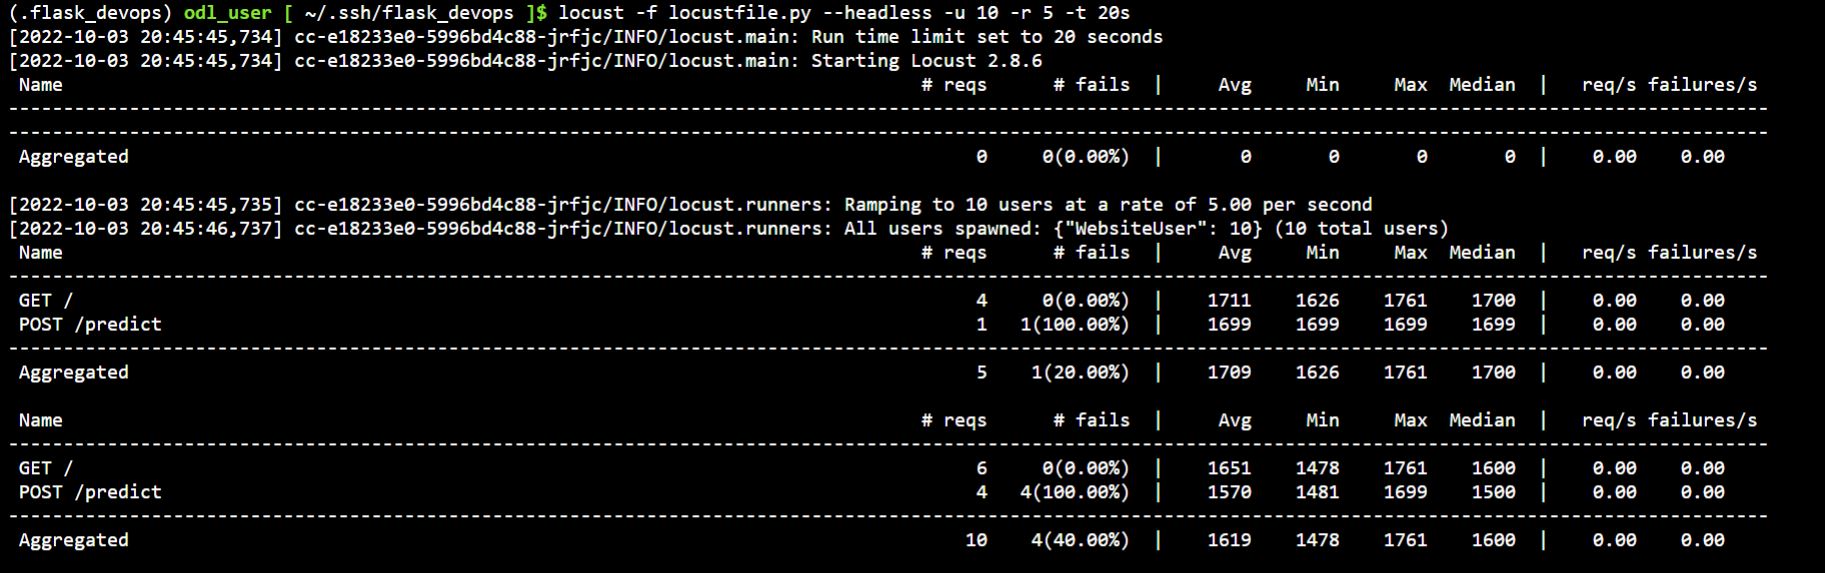 (.flask_devops) odl_user [ ~/.ssh/flask_devops ]$ locust -f locustfile.py --headless -u 10 -r 5 -t 20s
[2022-10-03 20:45:45,734] cc-e18233e0-5996bd4c88-jrfjc/INFO/locust.main: Run time limit set to 20 seconds
[2022-10-03 20:45:45,734] cc-e18233e0-5996bd4c88-jrfjc/INFO/locust.main: Starting Locust 2.8.6
Name # reqs # fails | Avg Min Max Median | req/s failures/s
--------------------------------------------------------------------------------
--------------------------------------------------------------------------------
Aggregated 0 0(0.00%) | 0 0 0 0 | 0.00 0.00
[2022-10-03 20:45:45,735] cc-e18233e0-5996bd4c88-jrfjc/INFO/locust.runners: Ramping to 10 users at a rate of 5.00 per second
[2022-10-03 20:45:46,737] cc-e18233e0-5996bd4c88-jrfjc/INFO/locust.runners: All users spawned: {"WebsiteUser": 10} (10 total users)
Name # reqs # fails | Avg Min Max Median | req/s failures/s
--------------------------------------------------------------------------------
GET / 4 0(0.00%) | 1711 1626 1761 1700 | 0.00 0.00
POST /predict 1 1(100.00%) | 1699 1699 1699 1699 | 0.00 0.00
--------------------------------------------------------------------------------
Aggregated 5 1(20.00%) | 1709 1626 1761 1700 | 0.00 0.00
Name # reqs # fails | Avg Min Max Median | req/s failures/s
--------------------------------------------------------------------------------
GET / 6 0(0.00%) | 1651 1478 1761 1600 | 0.00 0.00
POST /predict 4 4(100.00%) | 1570 1481 1699 1500 | 0.00 0.00
--------------------------------------------------------------------------------
Aggregated 10 4(40.00%) | 1619 1478 1761 1600 | 0.00 0.00